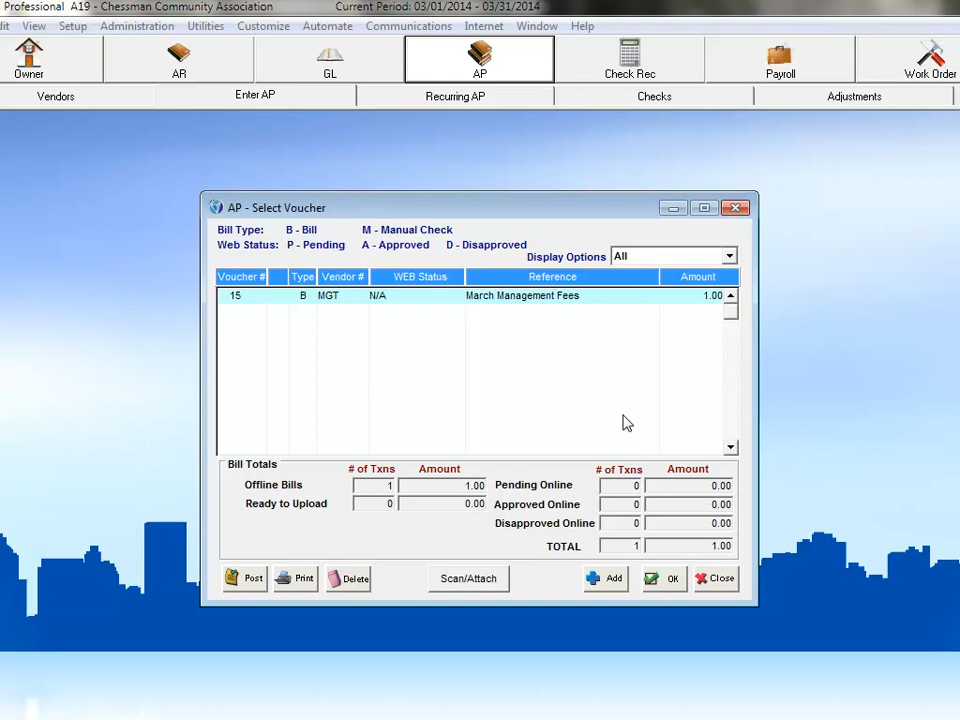 Professional A19 - Chessman Community Association Current Period: 03/01/2014 - 03/31/2014
dit View Setup Administration Utilities Customize Automate Communications Internet Window Help
Owner AR GL AP Check Rec Payroll Work Order
Vendors Enter AP Recurring AP Checks Adjustments
AP - Select Voucher
Bill Type: B - Bill M - Manual Check
Web Status: P - Pending A - Approved D - Disapproved
Display Options All
Voucher # Type Vendor # WEB Status Reference Amount
15 B MGT N/A March Management Fees 1.00
Bill Totals
# of Txns Amount # of Txns Amount
Offline Bills 1 1.00 Pending Online 0 0.00
Ready to Upload 0 0.00 Approved Online 0 0.00
Disapproved Online 0 0.00
TOTAL 1 1.00
Post Print Delete Scan/Attach Add OK Close